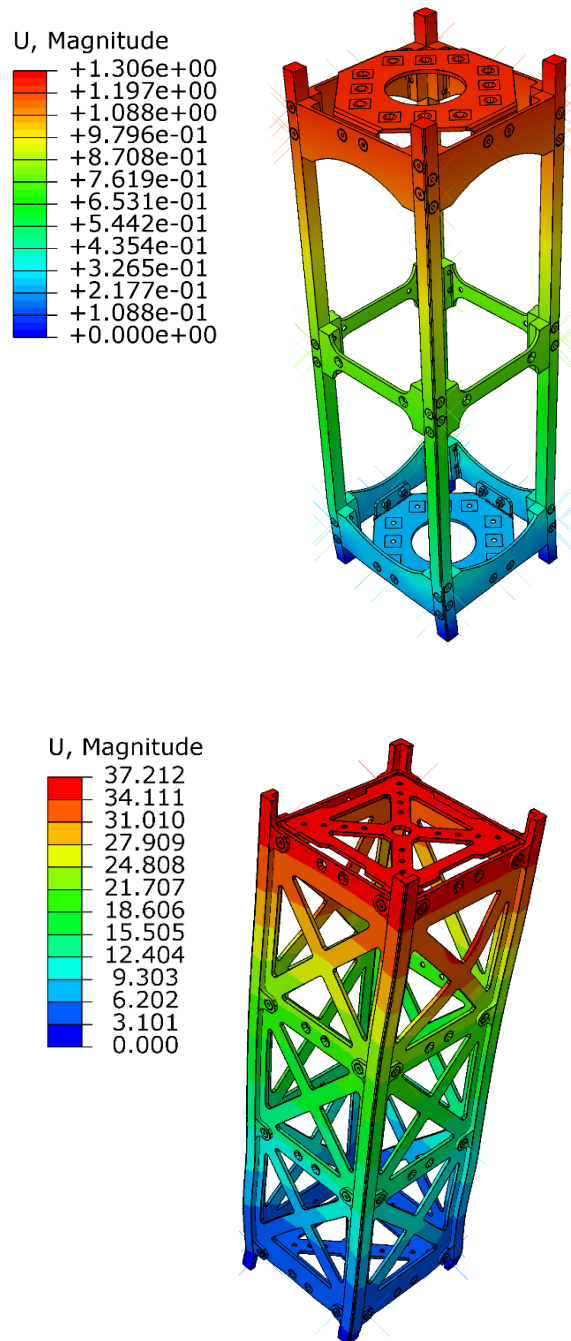 U, Magnitude
+1.306e+00
+1.197e+00
+1.088e+00
+9.796e-01
+8.708e-01
+7.619e-01
+6.531e-01
+5.442e-01
+4.354e-01
+3.265e-01
+2.177e-01
+1.088e-01
+0.000e+00
U, Magnitude
37.212
34.111
31.010
27.909
24.808
21.707
18.606
15.505
12.404
9.303
6.202
3.101
0.000